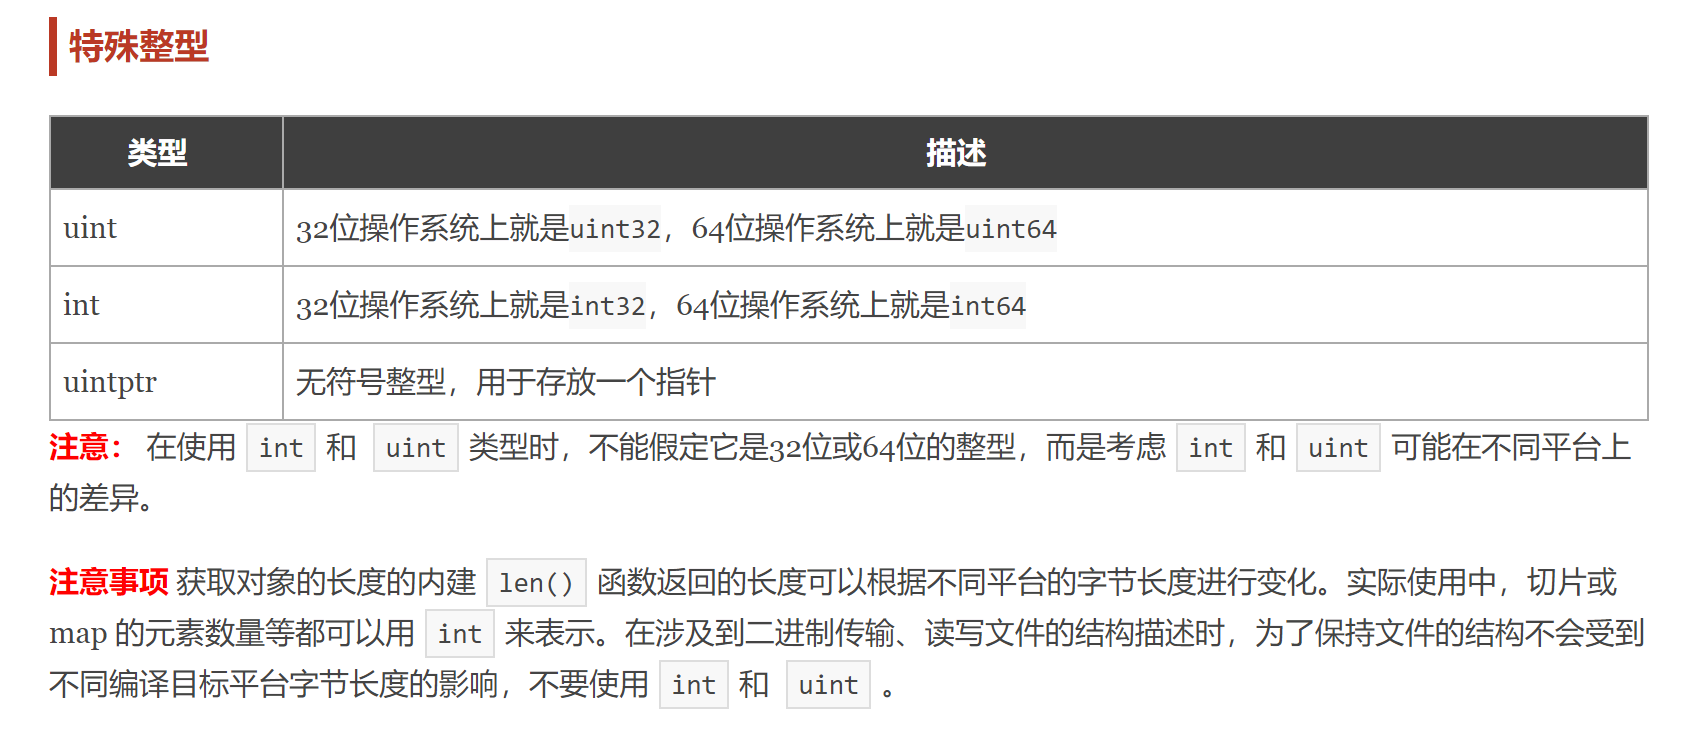 特殊整型
类型 描述
uint 32位操作系统上就是uint32，64位操作系统上就是uint64
int 32位操作系统上就是int32，64位操作系统上就是int64
uintptr 无符号整型，用于存放一个指针
注意： 在使用 int 和 uint 类型时，不能假定它是32位或64位的整型，而是考虑 int 和 uint 可能在不同平台上
的差异。
注意事项 获取对象的长度的内建 len() 函数返回的长度可以根据不同平台的字节长度进行变化。实际使用中，切片或
map 的元素数量等都可以用 int 来表示。在涉及到二进制传输、读写文件的结构描述时，为了保持文件的结构不会受到
不同编译目标平台字节长度的影响，不要使用 int 和 uint 。